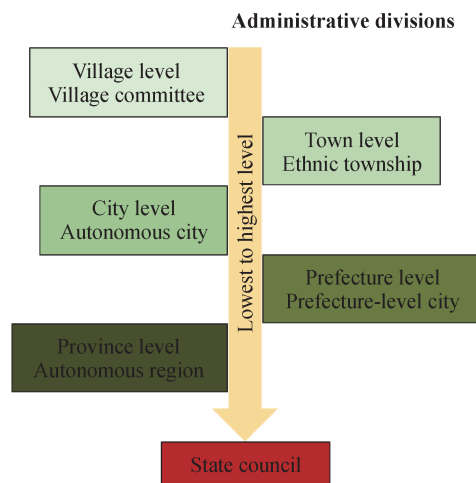 Administrative divisions
Village level
Village committee
Town level
Ethnic township
City level
Autonomous city
Prefecture level
Prefecture-level city
Province level
Autonomous region
Lowest to highest level
State council